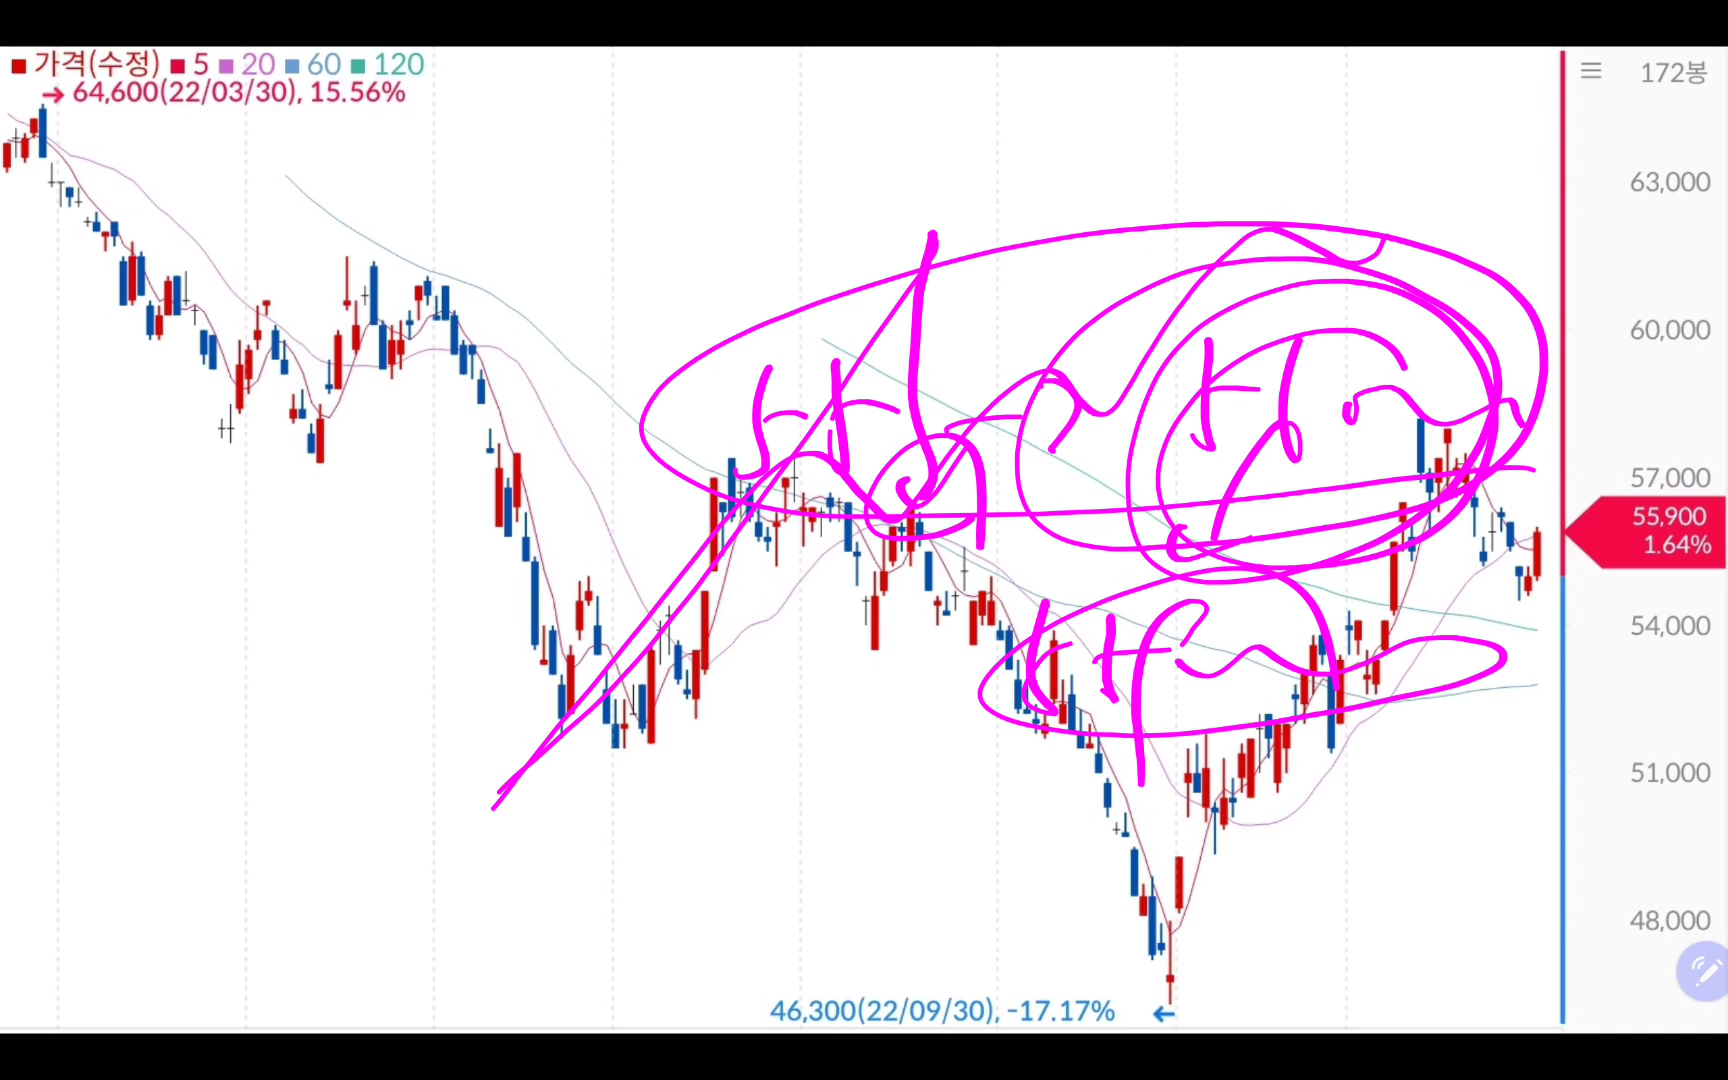 가격(수정) 5 20 60 120
→ 64,600(22/03/30), 15.56%
172봉
63,000
60,000
57,000
55,900
1.64%
54,000
51,000
48,000
46,300(22/09/30), -17.17% ←